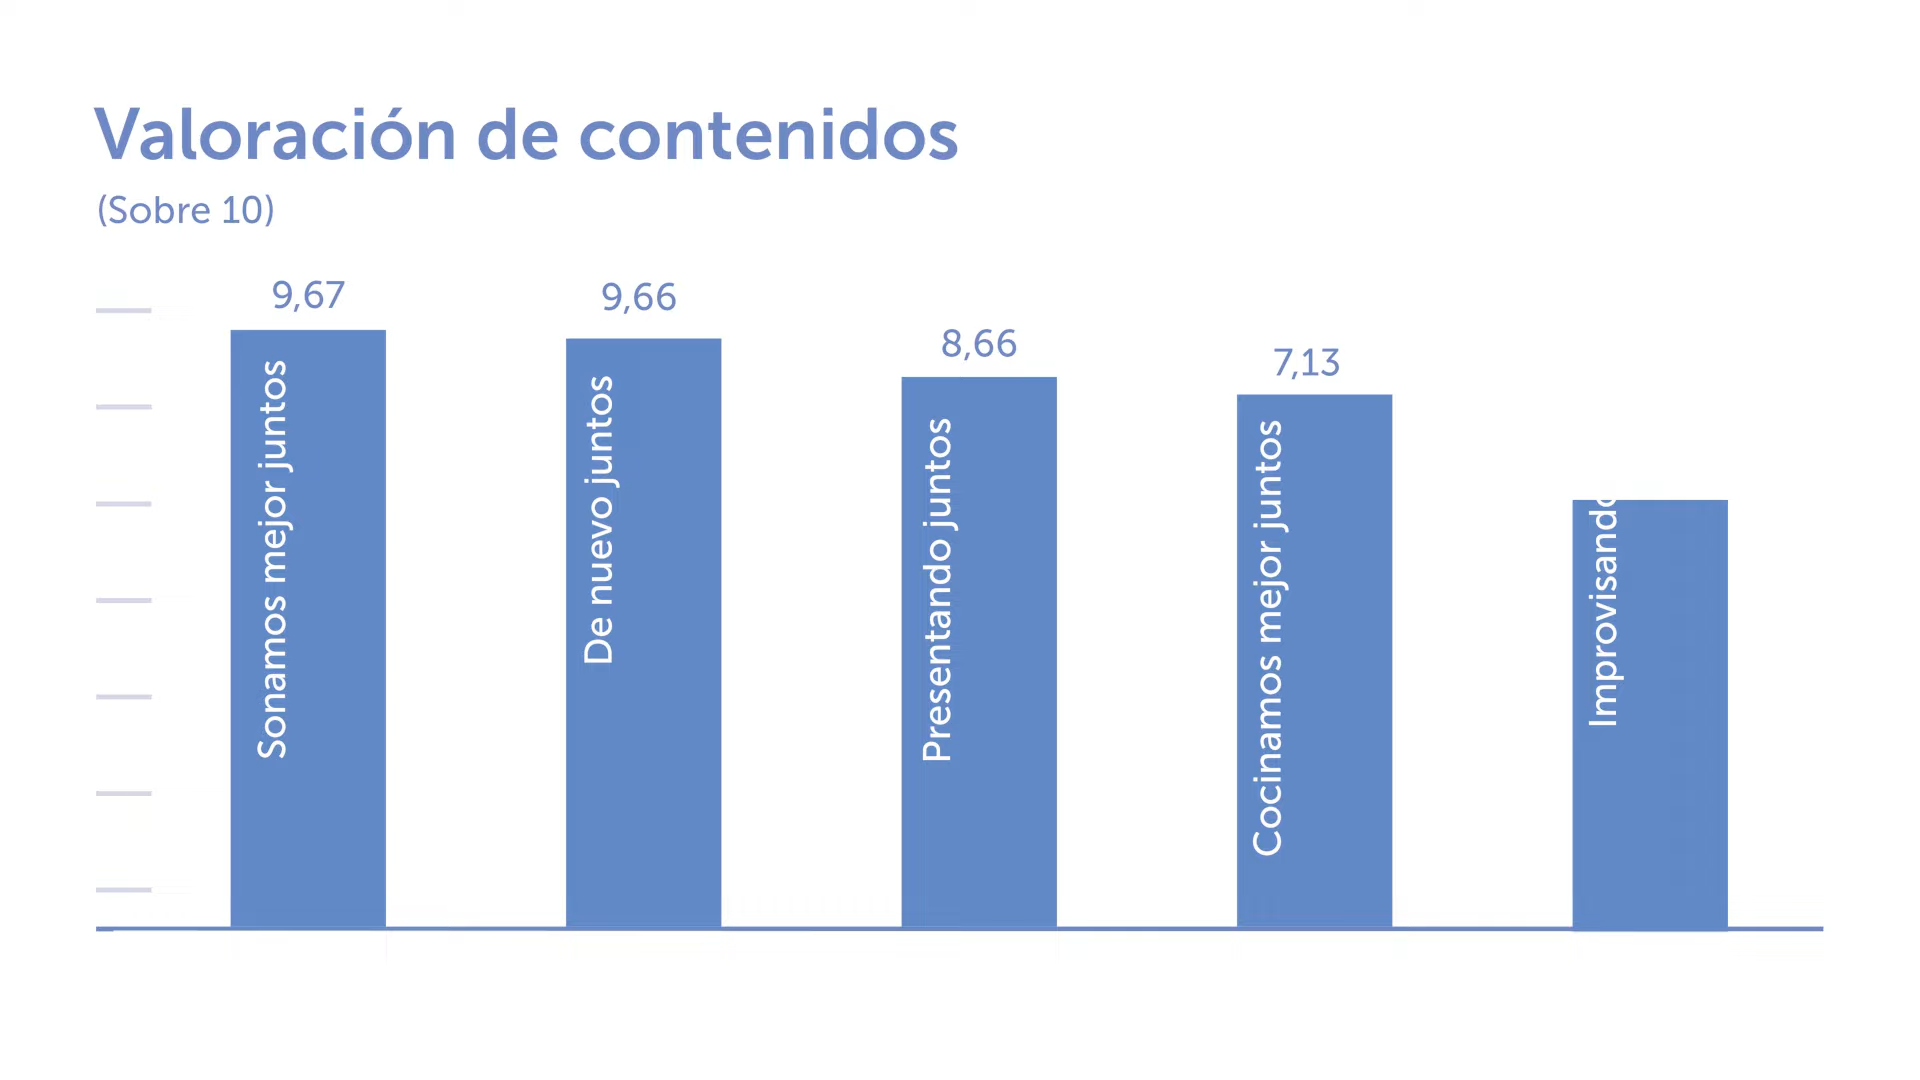 Valoración de contenidos
(Sobre 10)
9,67
9,66
8,66
7,13
Sonamos mejor juntos
De nuevo juntos
Presentando juntos
Cocinamos mejor juntos
Improvisando